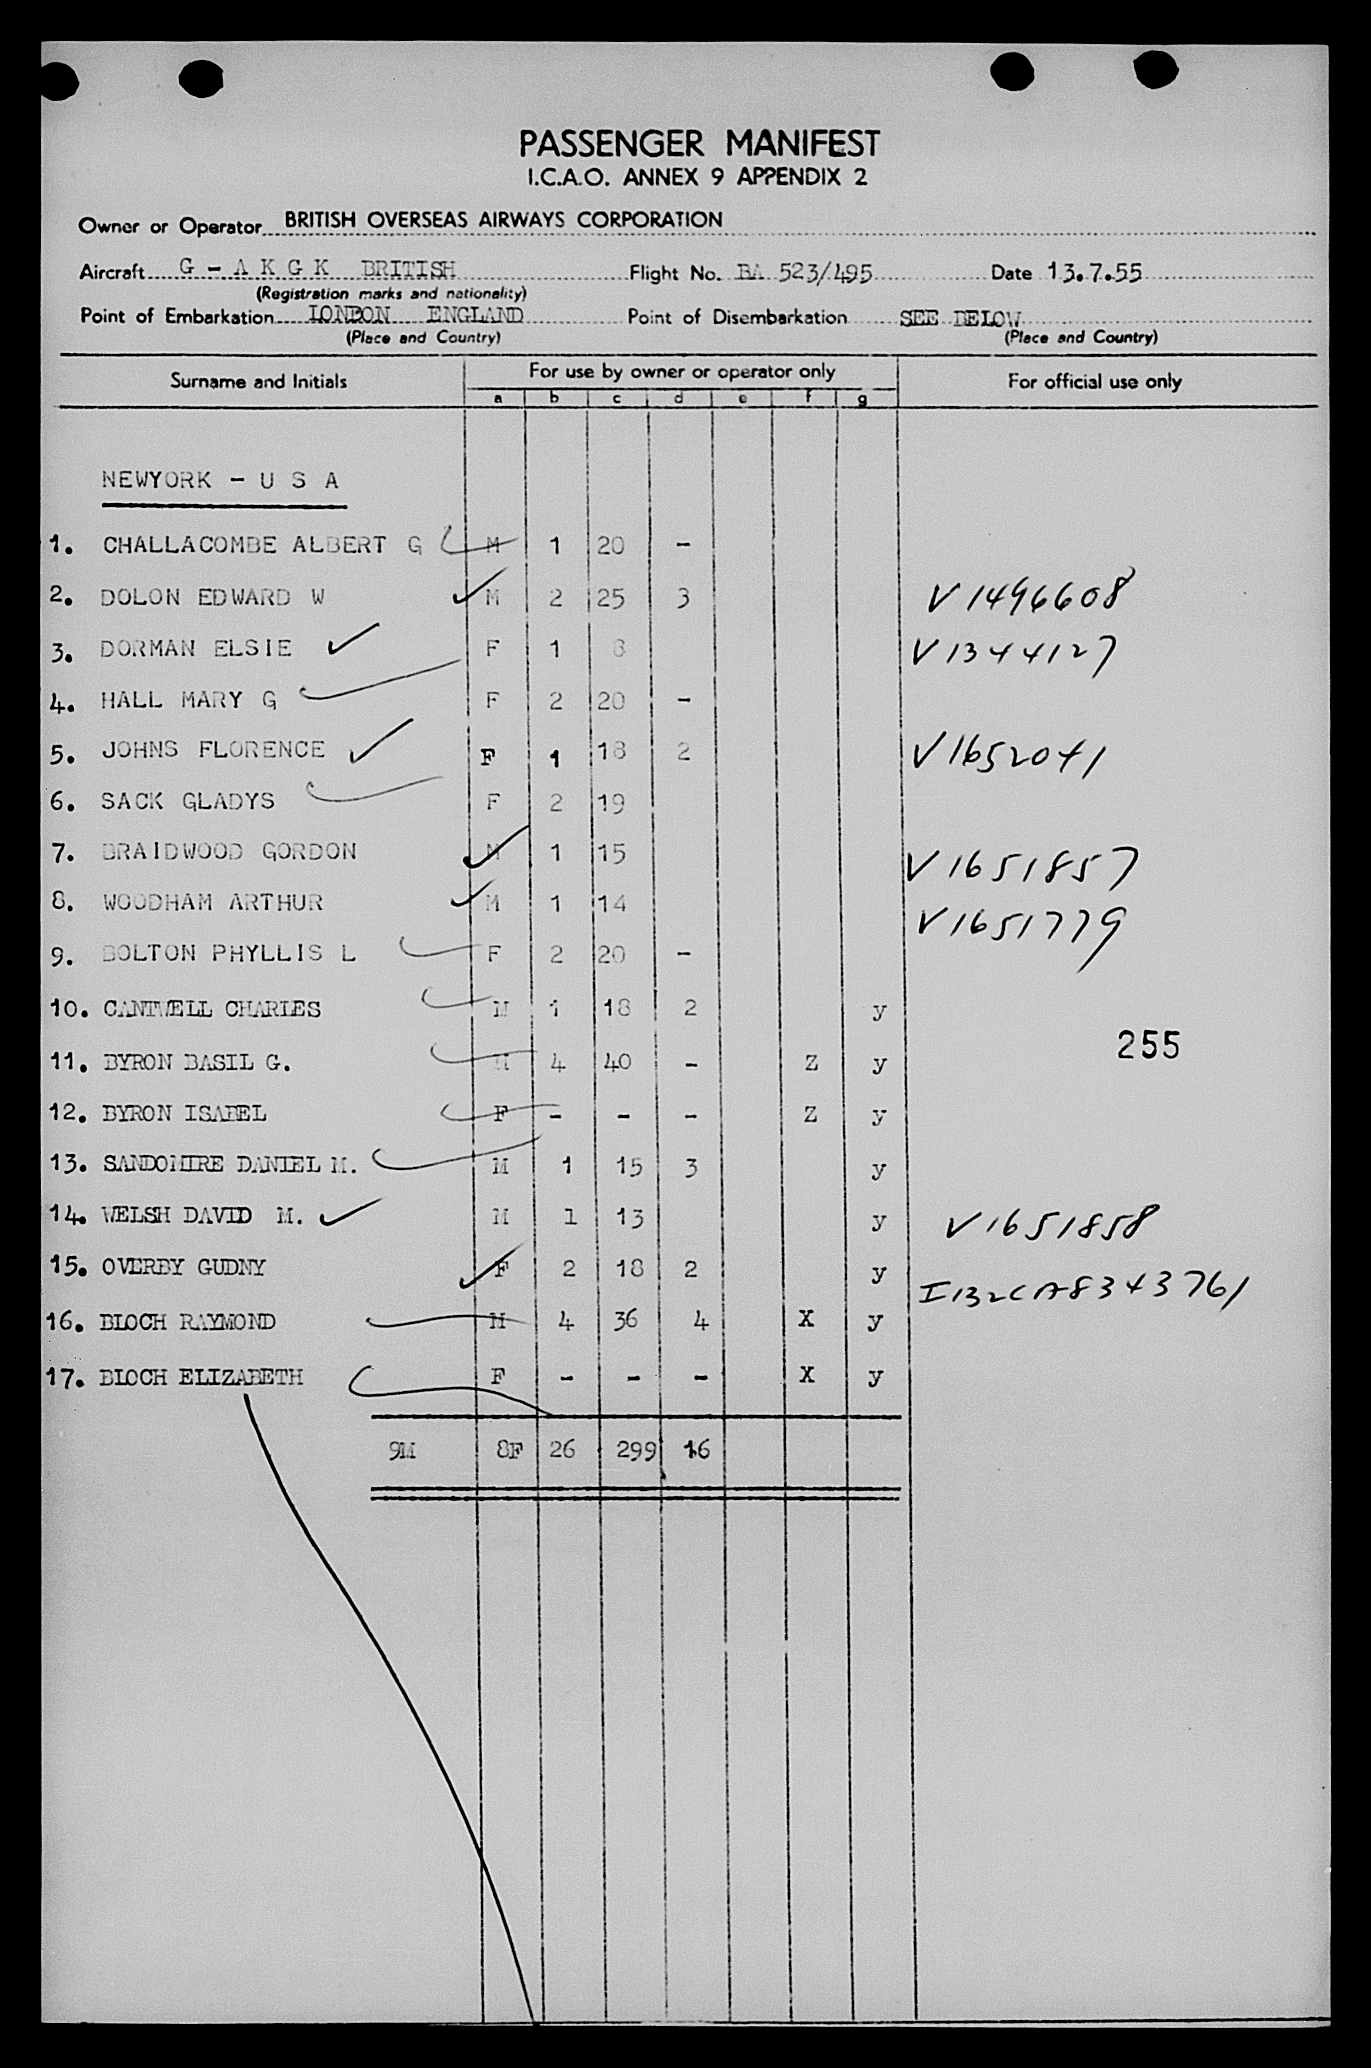 PASSENGER MANIFEST
I.C.A.O. ANNEX 9 APPENDIX 2
Owner or Operator BRITISH OVERSEAS AIRWAYS CORPORATION
Aircraft G - A K G K BRITISH Flight No. BA 523/495 Date 13.7.55
(Registration marks and nationality)
Point of Embarkation LONDON ENGLAND Point of Disembarkation SEE BELOW
(Place and Country) (Place and Country)
Surname and Initials For use by owner or operator only For official use only
a b c d e f g
NEWYORK - U S A
1. CHALLACOMBE ALBERT G M 1 20 -
2. DOLON EDWARD W M 2 25 3 V1496608
3. DORMAN ELSIE F 1 8 V1344127
4. HALL MARY G F 2 20 -
5. JOHNS FLORENCE F 1 18 2 V1652041
6. SACK GLADYS F 2 19
7. BRAIDWOOD GORDON M 1 15 V1651857
8. WOODHAM ARTHUR M 1 14 V1651779
9. BOLTON PHYLLIS L F 2 20 -
10. CANTWELL CHARLES M 1 18 2 y
255
11. BYRON BASIL G. M 4 40 - Z y
12. BYRON ISABEL F - - - Z y
13. SANDOMIRE DANIEL M. M 1 15 3 y
14. WELSH DAVID M. M 1 13 y V1651858
15. OVERBY GUDNY F 2 18 2 y I132CA8343761
16. BLOCH RAYMOND M 4 36 4 X y
17. BLOCH ELIZABETH F - - - X y
9M 8F 26 299 16